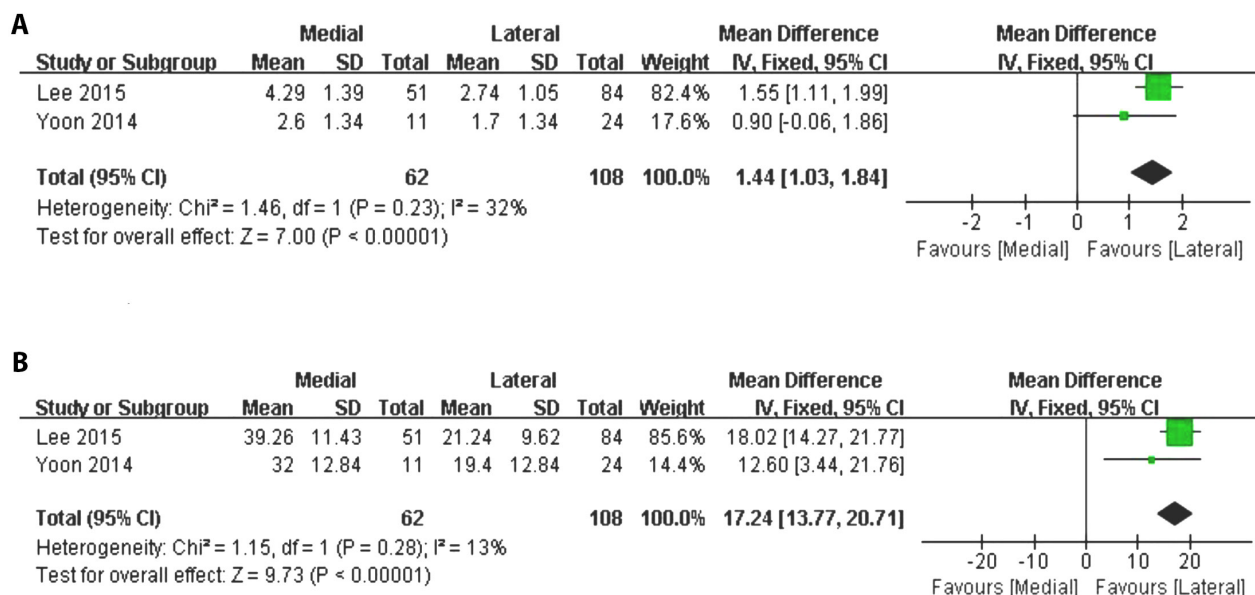 A
Medial Lateral Mean Difference Mean Difference
Study or Subgroup Mean SD Total Mean SD Total Weight IV, Fixed, 95% CI IV, Fixed, 95% CI
Lee 2015 4.29 1.39 51 2.74 1.05 84 82.4% 1.55 [1.11, 1.99]
Yoon 2014 2.6 1.34 11 1.7 1.34 24 17.6% 0.90 [-0.06, 1.86]
Total (95% CI) 62 108 100.0% 1.44 [1.03, 1.84]
Heterogeneity: Chi² = 1.46, df = 1 (P = 0.23); I² = 32%
Test for overall effect: Z = 7.00 (P < 0.00001)
-2 -1 0 1 2
Favours [Medial] Favours [Lateral]
B
Medial Lateral Mean Difference Mean Difference
Study or Subgroup Mean SD Total Mean SD Total Weight IV, Fixed, 95% CI IV, Fixed, 95% CI
Lee 2015 39.26 11.43 51 21.24 9.62 84 85.6% 18.02 [14.27, 21.77]
Yoon 2014 32 12.84 11 19.4 12.84 24 14.4% 12.60 [3.44, 21.76]
Total (95% CI) 62 108 100.0% 17.24 [13.77, 20.71]
Heterogeneity: Chi² = 1.15, df = 1 (P = 0.28); I² = 13%
Test for overall effect: Z = 9.73 (P < 0.00001)
-20 -10 0 10 20
Favours [Medial] Favours [Lateral]